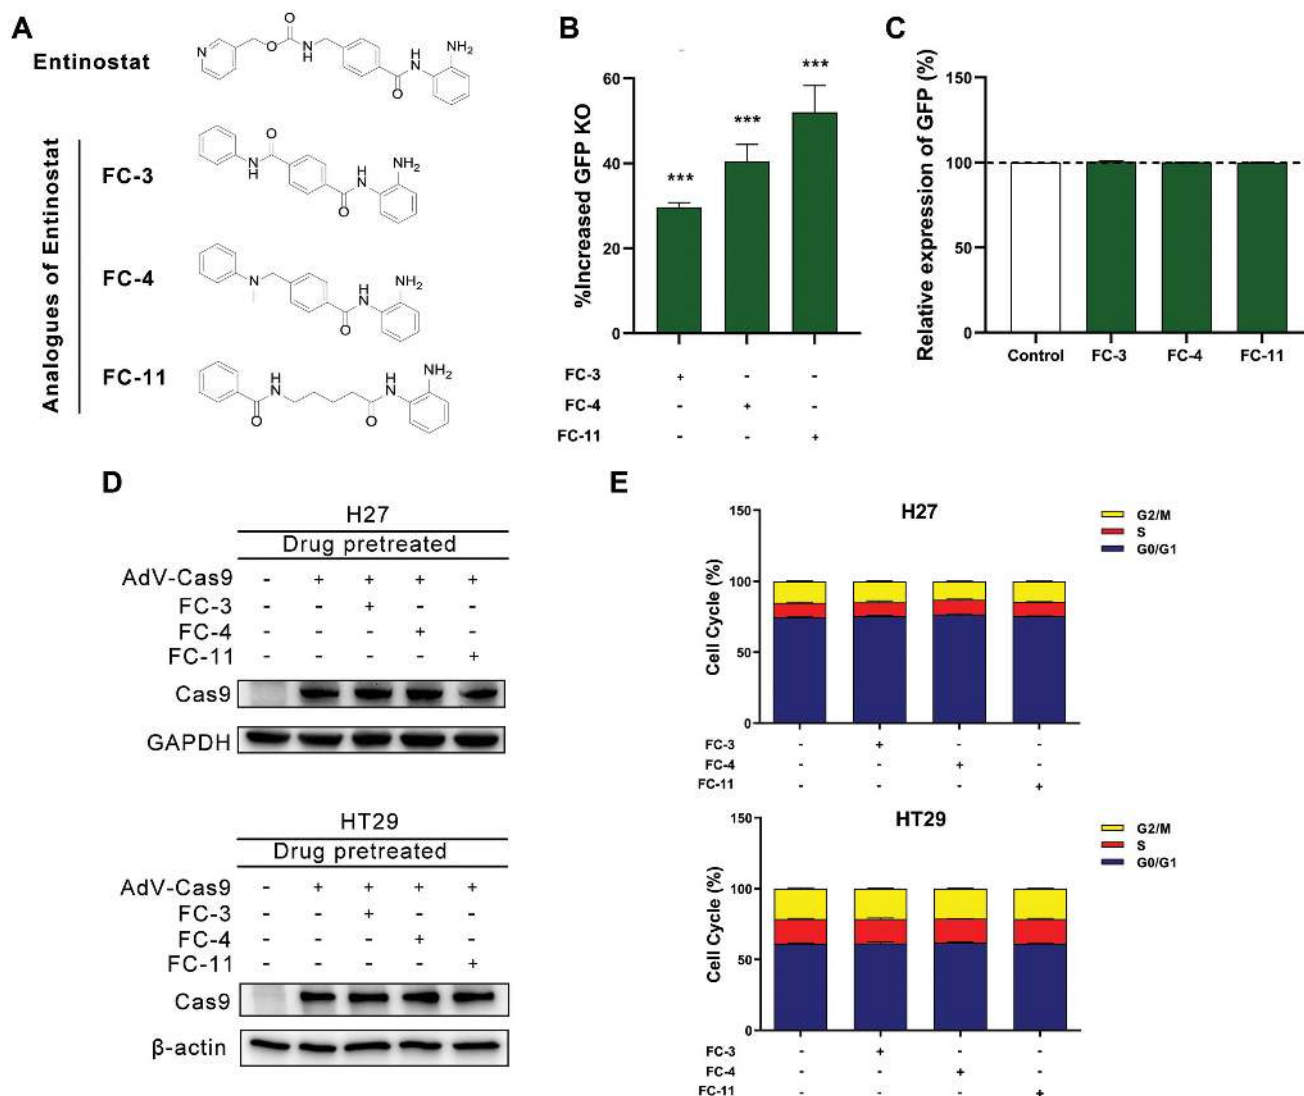 A
Entinostat
Analogues of Entinostat
FC-3
FC-4
FC-11
N
O
O
N
H
O
H
N
NH2
O
N
H
O
H
N
NH2
N
O
H
N
NH2
O
H
N
O
H
N
NH2
B
%Increased GFP KO
60
40
20
0
*** *** ***
FC-3 + - -
FC-4 - + -
FC-11 - - +
C
Relative expression of GFP (%)
150
100
50
0
Control FC-3 FC-4 FC-11
D
H27
Drug pretreated
AdV-Cas9 - + + + +
FC-3 - - + - -
FC-4 - - - + -
FC-11 - - - - +
Cas9
GAPDH
HT29
Drug pretreated
AdV-Cas9 - + + + +
FC-3 - - + - -
FC-4 - - - + -
FC-11 - - - - +
Cas9
β-actin
E
H27
Cell Cycle (%)
150
100
50
0
G2/M
S
G0/G1
FC-3 - + - -
FC-4 - - + -
FC-11 - - - +
HT29
Cell Cycle (%)
150
100
50
0
G2/M
S
G0/G1
FC-3 - + - -
FC-4 - - + -
FC-11 - - - +